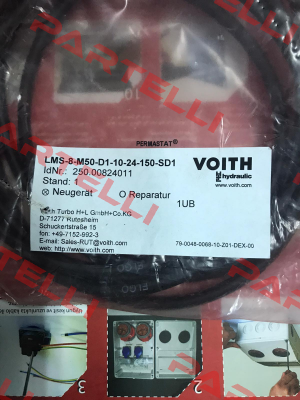 PERMASTAT®
LMS-8-M50-D1-10-24-150-SD1
IdNr.: 250.00824011
Stand: 1
⊗ Neugerät O Reparatur
1UB
VOITH
hydraulic
www.voith.com
Voith Turbo H+L GmbH+Co.KG
D-71277 Rutesheim
Schuckertstraße 15
fon: +49-7152-992-3
E-mail: Sales-RUT@voith.com
web: http://www.voith.com
79-0046-0068-10-Z01-DEX-00
PARTELLI
3
2